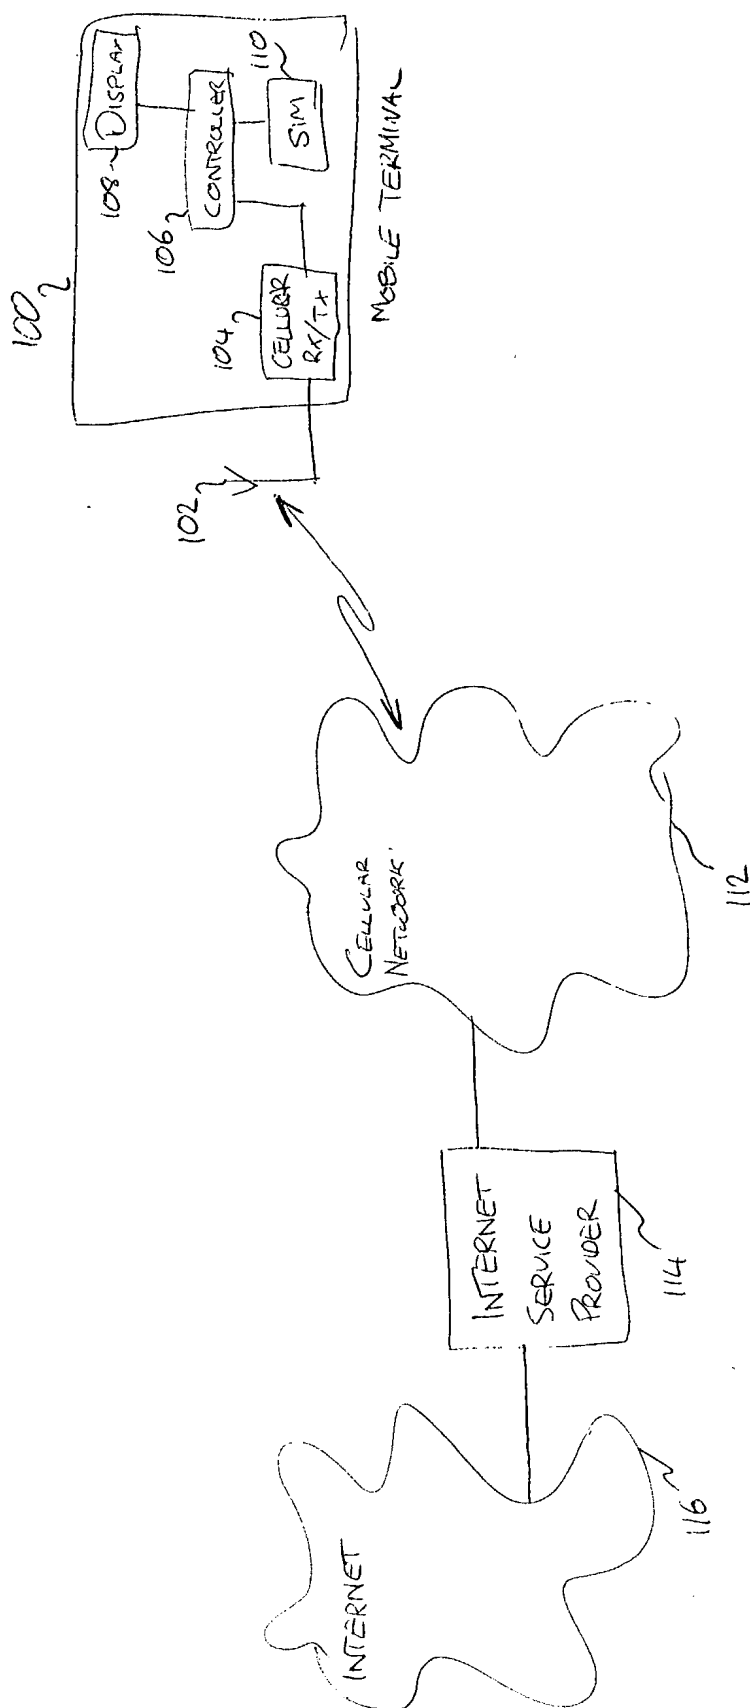 100
108
DISPLAY
106
CONTROLLER
110
SIM
104
CELLULAR
RX/TX
MOBILE TERMINAL
102
CELLULAR
NETWORK
112
INTERNET
SERVICE
PROVIDER
114
INTERNET
116